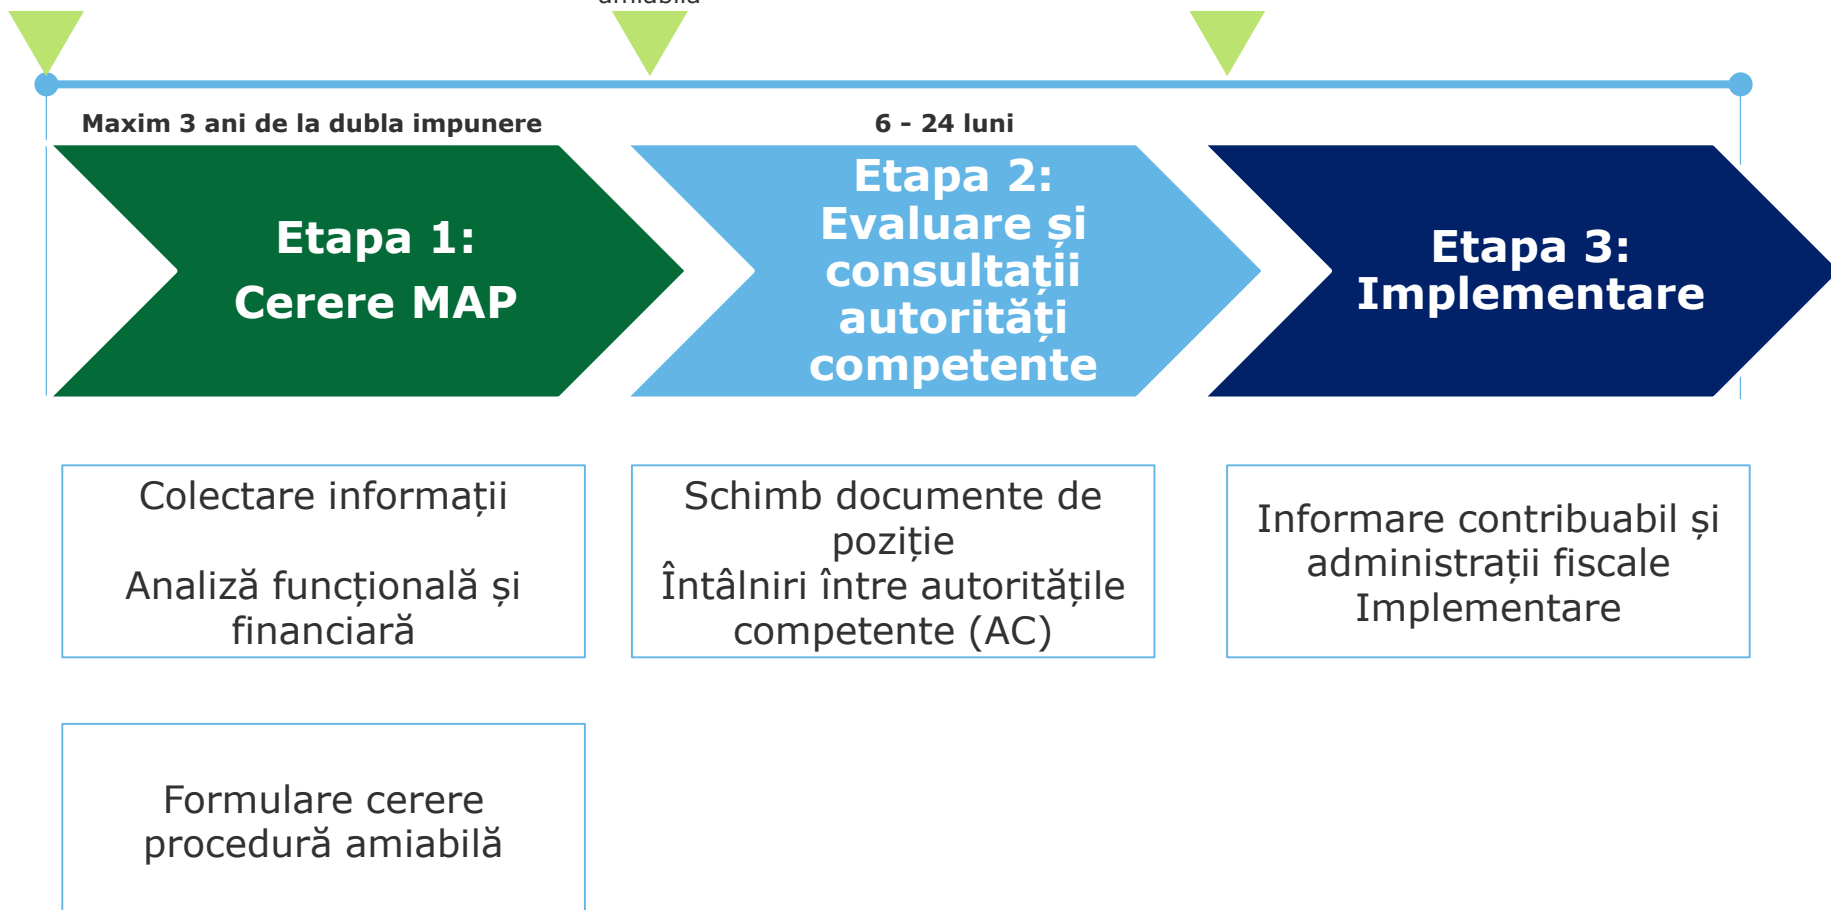 amiabilă
Maxim 3 ani de la dubla impunere
6 - 24 luni
Etapa 1:
Cerere MAP
Etapa 2:
Evaluare și
consultații
autorități
competente
Etapa 3:
Implementare
Colectare informații
Analiză funcțională și
financiară
Schimb documente de
poziție
Întâlniri între autoritățile
competente (AC)
Informare contribuabil și
administrații fiscale
Implementare
Formulare cerere
procedură amiabilă